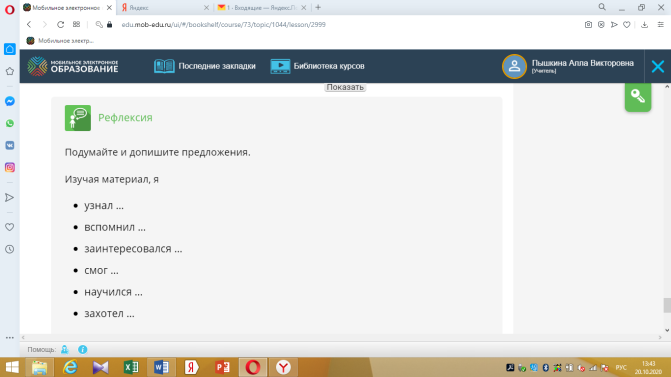 Мобильное электронное
Яндекс
1 · Входящие — Яндекс.П
edu.mob-edu.ru/ui/#/bookshelf/course/73/topic/1044/lesson/2999
Мобильное электр...
МОБИЛЬНОЕ ЭЛЕКТРОННОЕ
ОБРАЗОВАНИЕ
Последние закладки
Библиотека курсов
Пышкина Алла Викторовна
[Учитель]
Показать
Рефлексия
Подумайте и допишите предложения.
Изучая материал, я
• узнал ...
• вспомнил ...
• заинтересовался ...
• смог ...
• научился ...
• захотел ...
Помощь:
РУС
13:43
20.10.2020